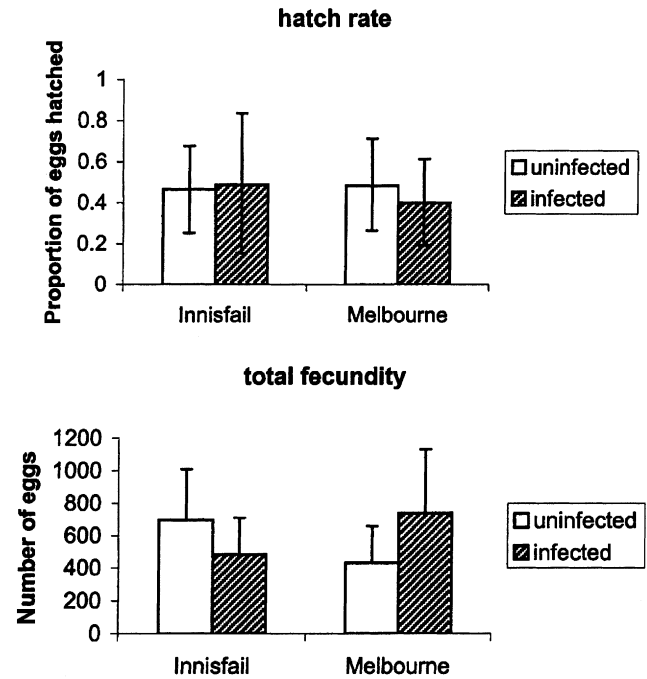 hatch rate
Proportion of eggs hatched
1
0.8
0.6
0.4
0.2
0
Innisfail
Melbourne
uninfected
infected
total fecundity
Number of eggs
1200
1000
800
600
400
200
0
Innisfail
Melbourne
uninfected
infected